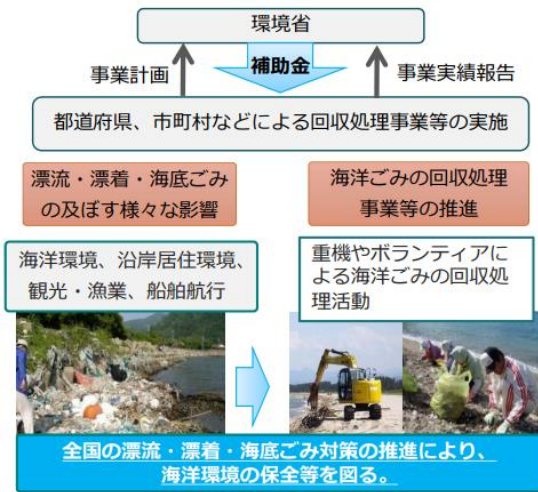 環境省
事業計画
補助金
事業実績報告
都道府県、市町村などによる回収処理事業等の実施
漂流・漂着・海底ごみ
の及ぼす様々な影響
海洋ごみの回収処理
事業等の推進
海洋環境、沿岸居住環境、
観光・漁業、船舶航行
重機やボランティアに
よる海洋ごみの回収処
理活動
全国の漂流・漂着・海底ごみ対策の推進により、
海洋環境の保全等を図る。